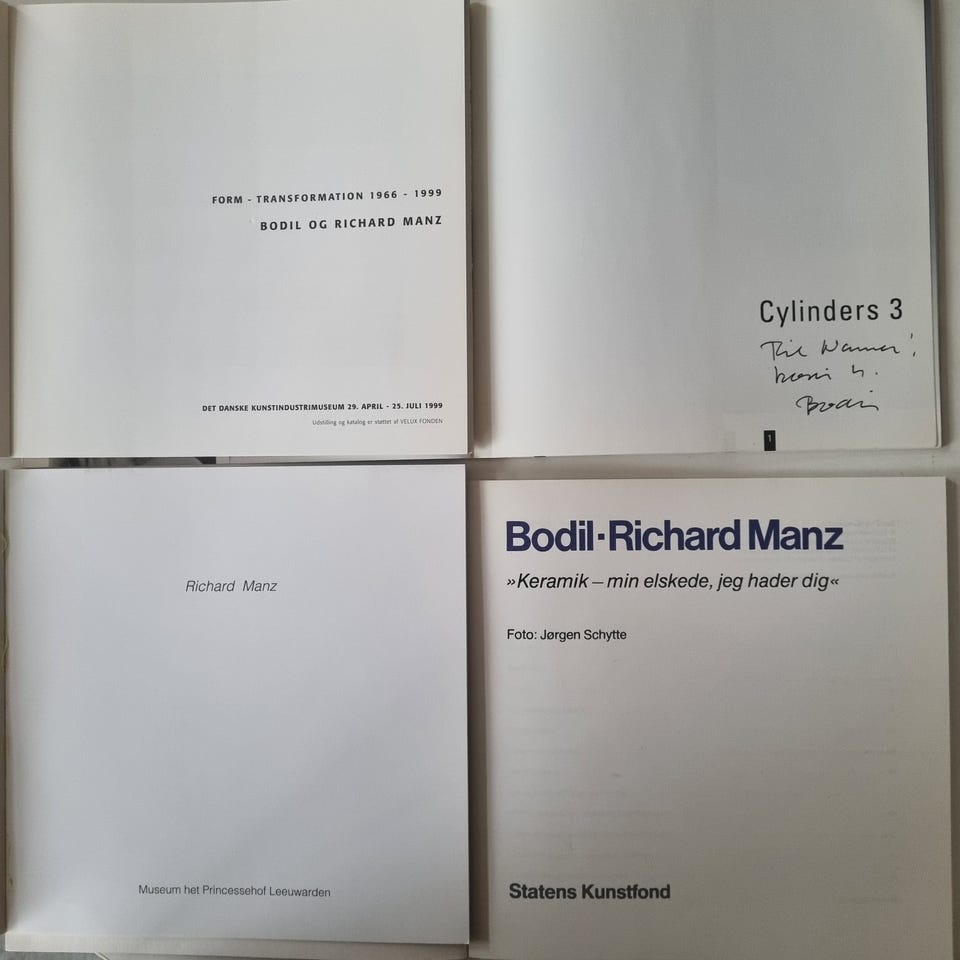 FORM - TRANSFORMATION 1966 - 1999
BODIL OG RICHARD MANZ
DET DANSKE KUNSTINDUSTRIMUSEUM 29. APRIL - 25. JULI 1999
Udstilling og katalog er støttet af VELUX FONDEN
Cylinders 3
Til
Bodil
1
Richard Manz
Museum het Princessehof Leeuwarden
Bodil·Richard Manz
»Keramik – min elskede, jeg hader dig«
Foto: Jørgen Schytte
Statens Kunstfond